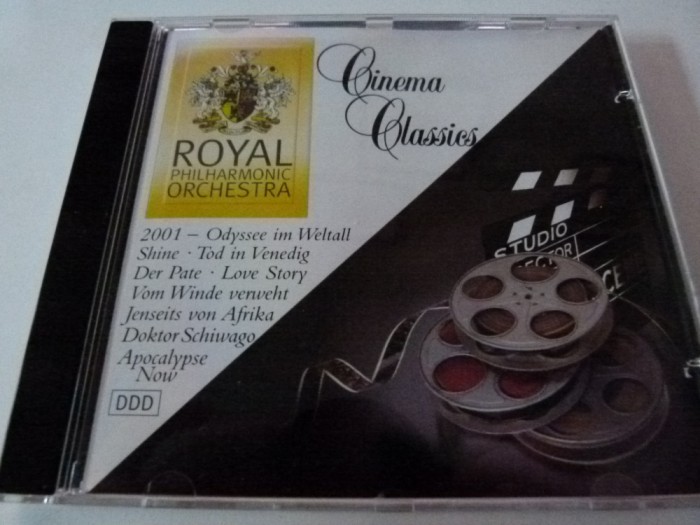 Cinema
Classics
ROYAL
PHILHARMONIC
ORCHESTRA
2001 – Odyssee im Weltall
Shine · Tod in Venedig
Der Pate · Love Story
Vom Winde verweht
Jenseits von Afrika
Doktor Schiwago
Apocalypse
Now
DDD
STUDIO